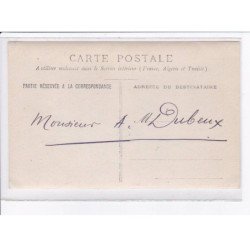 CARTE POSTALE
A utiliser seulement dans le Service intérieur (France, Algérie et Tunisie).
PARTIE RÉSERVÉE A LA CORRESPONDANCE
ADRESSE DU DESTINATAIRE
Monsieur A. M Dubeux